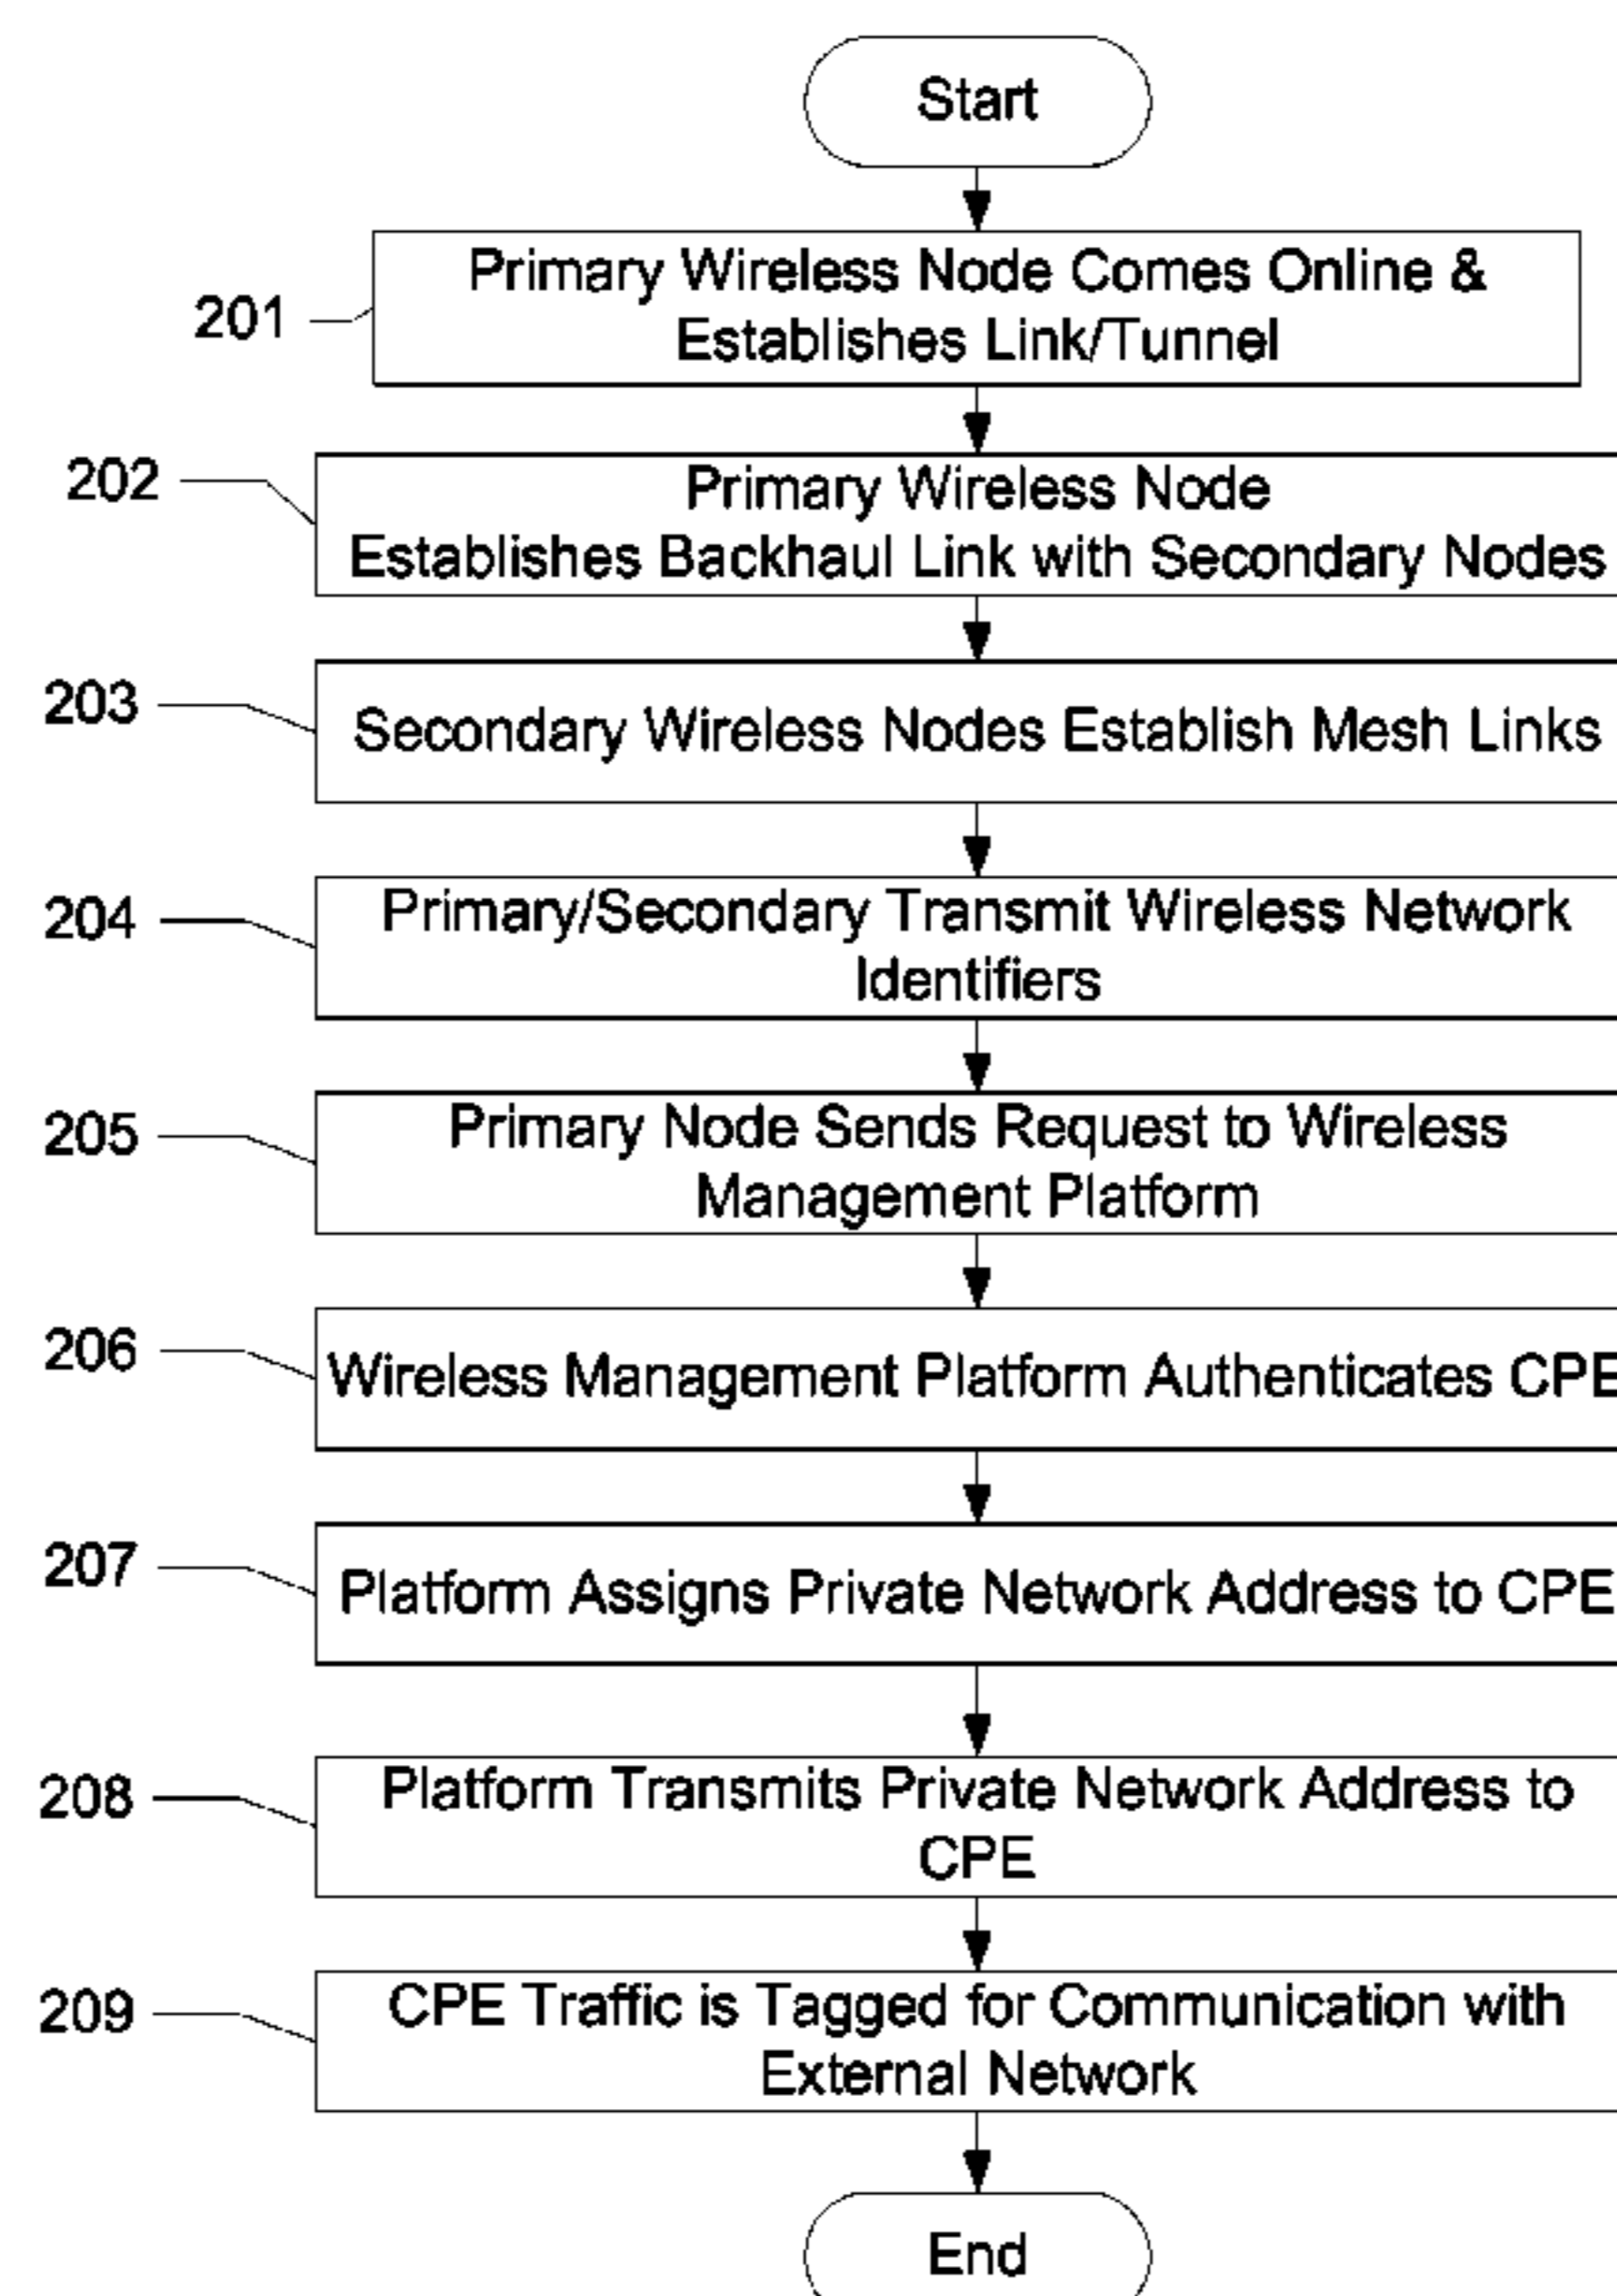 Start
201
Primary Wireless Node Comes Online &
Establishes Link/Tunnel
202
Primary Wireless Node
Establishes Backhaul Link with Secondary Nodes
203
Secondary Wireless Nodes Establish Mesh Links
204
Primary/Secondary Transmit Wireless Network
Identifiers
205
Primary Node Sends Request to Wireless
Management Platform
206
Wireless Management Platform Authenticates CPE
207
Platform Assigns Private Network Address to CPE
208
Platform Transmits Private Network Address to
CPE
209
CPE Traffic is Tagged for Communication with
External Network
End